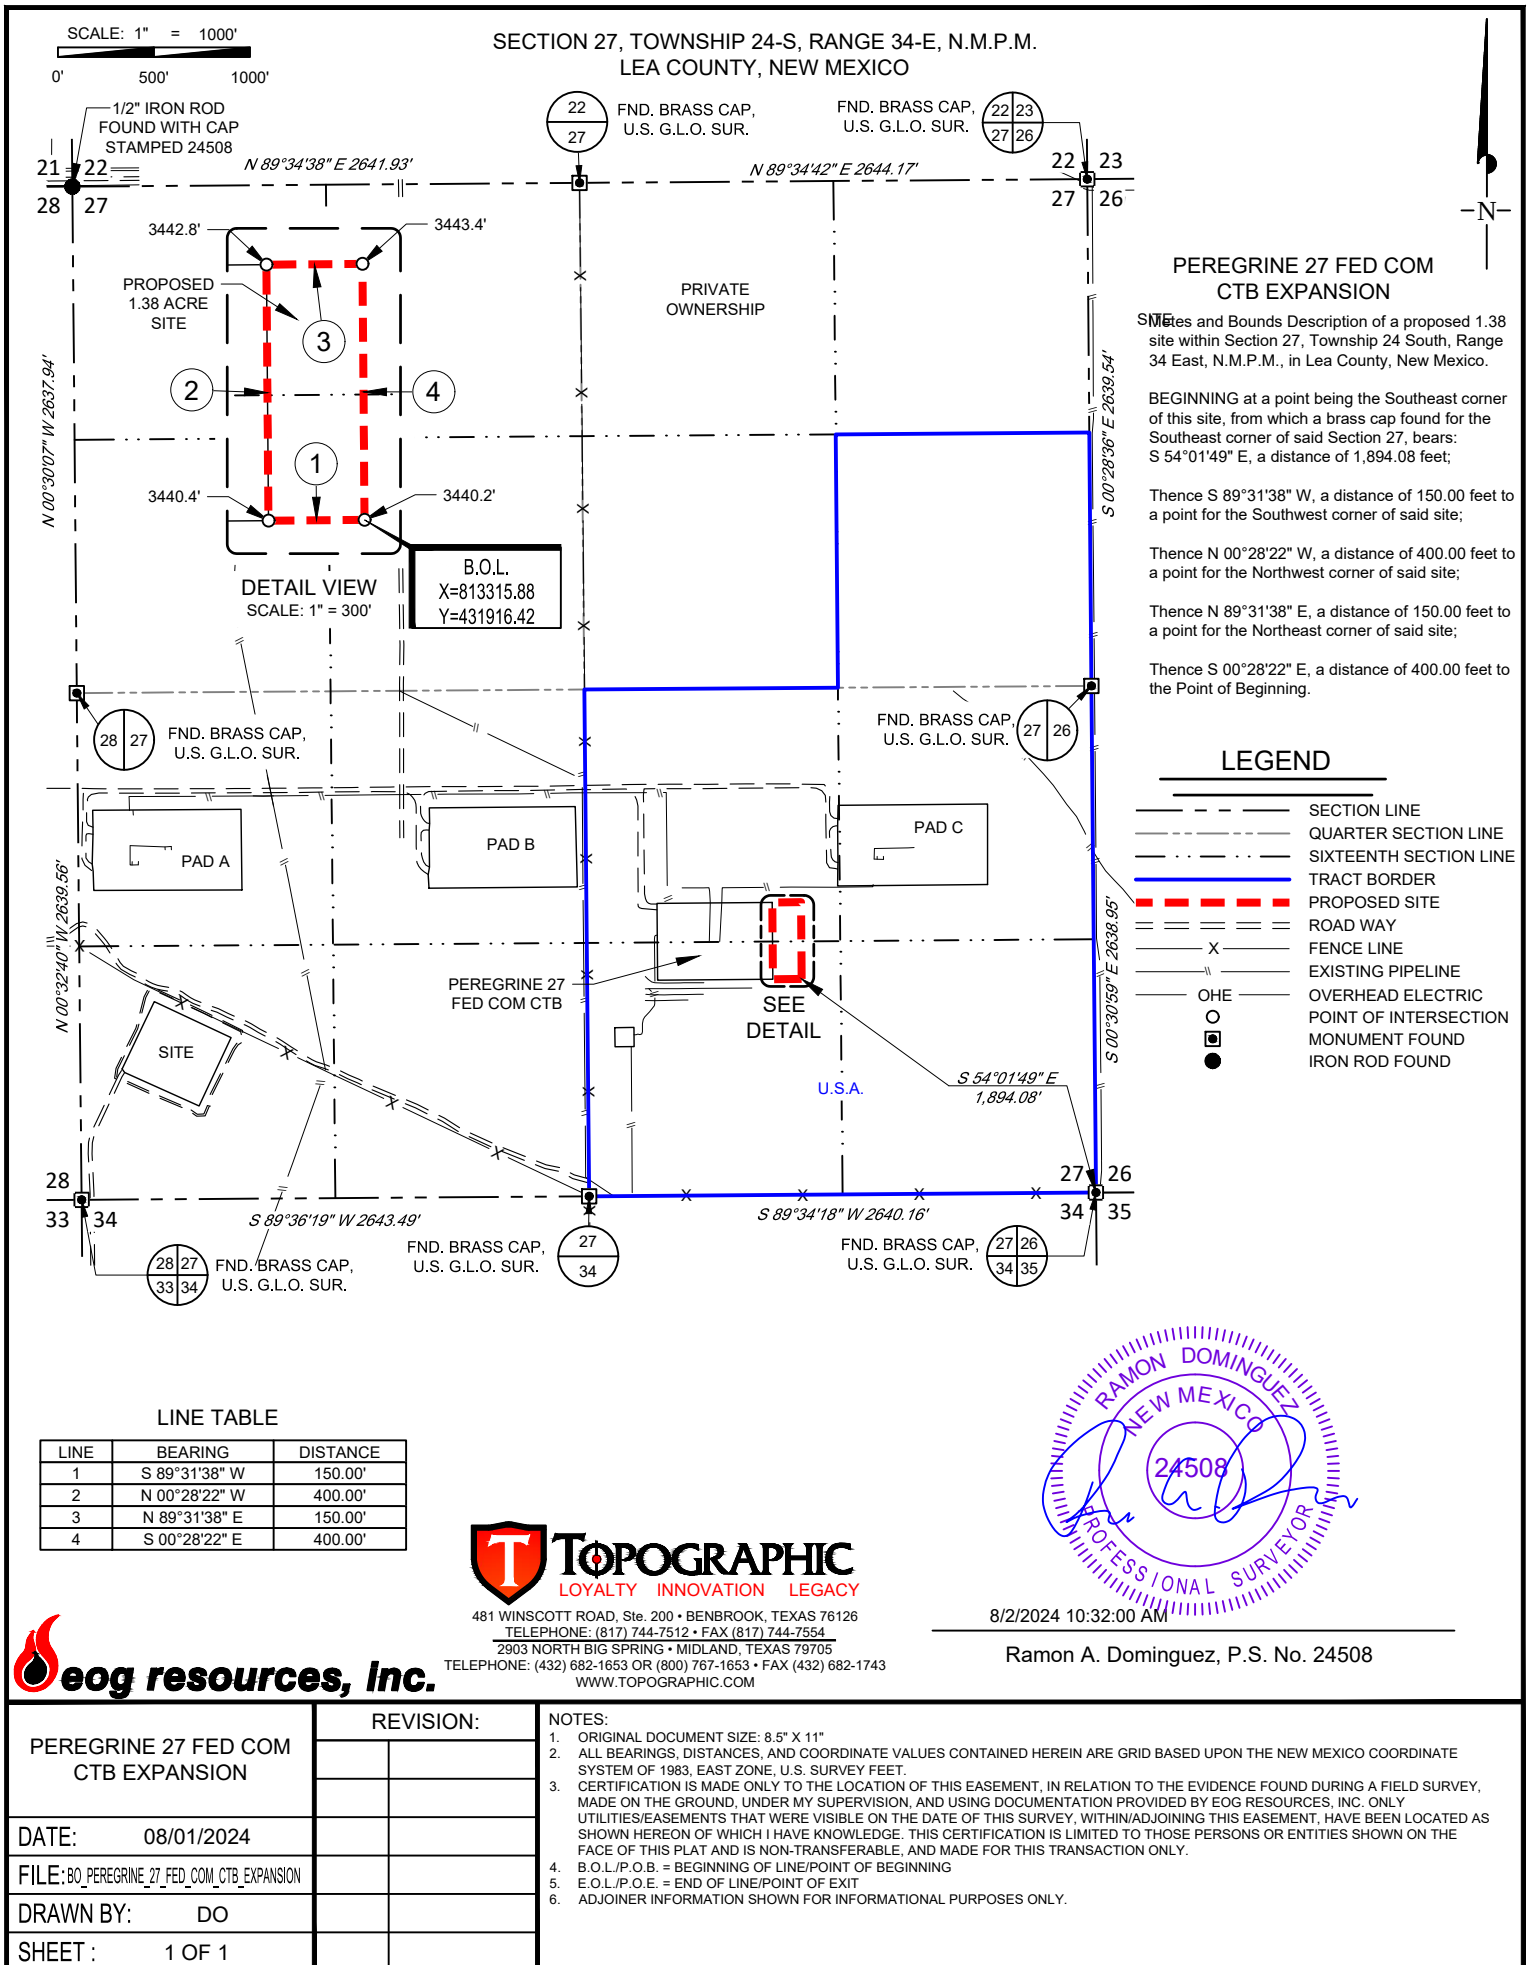 SCALE: 1" = 1000'
0' 500' 1000'
SECTION 27, TOWNSHIP 24-S, RANGE 34-E, N.M.P.M.
LEA COUNTY, NEW MEXICO
1/2" IRON ROD
FOUND WITH CAP
STAMPED 24508
21 22
28 27
N 89°34'38" E 2641.93'
22
27
FND. BRASS CAP,
U.S. G.L.O. SUR.
N 89°34'42" E 2644.17'
FND. BRASS CAP,
U.S. G.L.O. SUR.
22 23
27 26
22 23
27 26
N
3442.8'
3443.4'
PROPOSED
1.38 ACRE
SITE
3
2
4
1
3440.4'
3440.2'
DETAIL VIEW
SCALE: 1" = 300'
B.O.L.
X=813315.88
Y=431916.42
PRIVATE
OWNERSHIP
N 00°30'07" W 2637.94'
S 00°28'36" E 2639.54'
PEREGRINE 27 FED COM
CTB EXPANSION
SITE
Metes and Bounds Description of a proposed 1.38
site within Section 27, Township 24 South, Range
34 East, N.M.P.M., in Lea County, New Mexico.
BEGINNING at a point being the Southeast corner
of this site, from which a brass cap found for the
Southeast corner of said Section 27, bears:
S 54°01'49" E, a distance of 1,894.08 feet;
Thence S 89°31'38" W, a distance of 150.00 feet to
a point for the Southwest corner of said site;
Thence N 00°28'22" W, a distance of 400.00 feet to
a point for the Northwest corner of said site;
Thence N 89°31'38" E, a distance of 150.00 feet to
a point for the Northeast corner of said site;
Thence S 00°28'22" E, a distance of 400.00 feet to
the Point of Beginning.
28 27
FND. BRASS CAP,
U.S. G.L.O. SUR.
FND. BRASS CAP,
U.S. G.L.O. SUR.
27 26
LEGEND
SECTION LINE
QUARTER SECTION LINE
SIXTEENTH SECTION LINE
TRACT BORDER
PROPOSED SITE
ROAD WAY
X FENCE LINE
\\ EXISTING PIPELINE
OHE OVERHEAD ELECTRIC
POINT OF INTERSECTION
MONUMENT FOUND
IRON ROD FOUND
PAD A
PAD B
PAD C
N 00°32'40" W 2639.56'
S 00°30'59" E 2638.95'
PEREGRINE 27
FED COM CTB
SEE
DETAIL
SITE
U.S.A.
S 54°01'49" E
1,894.08'
28
33 34
27 26
34 35
S 89°36'19" W 2643.49'
S 89°34'18" W 2640.16'
28 27
33 34
FND. BRASS CAP,
U.S. G.L.O. SUR.
FND. BRASS CAP,
U.S. G.L.O. SUR.
27
34
FND. BRASS CAP,
U.S. G.L.O. SUR.
27 26
34 35
LINE TABLE
LINE BEARING DISTANCE
1 S 89°31'38" W 150.00'
2 N 00°28'22" W 400.00'
3 N 89°31'38" E 150.00'
4 S 00°28'22" E 400.00'
RAMON DOMINGUEZ
NEW MEXICO
24508
PROFESSIONAL SURVEYOR
8/2/2024 10:32:00 AM
Ramon A. Dominguez, P.S. No. 24508
T TOPOGRAPHIC
LOYALTY INNOVATION LEGACY
481 WINSCOTT ROAD, Ste. 200 • BENBROOK, TEXAS 76126
TELEPHONE: (817) 744-7512 • FAX (817) 744-7554
2903 NORTH BIG SPRING • MIDLAND, TEXAS 79705
TELEPHONE: (432) 682-1653 OR (800) 767-1653 • FAX (432) 682-1743
WWW.TOPOGRAPHIC.COM
eog resources, inc.
PEREGRINE 27 FED COM
CTB EXPANSION
DATE: 08/01/2024
FILE: BO_PEREGRINE_27_FED_COM_CTB_EXPANSION
DRAWN BY: DO
SHEET : 1 OF 1
REVISION:
NOTES:
1. ORIGINAL DOCUMENT SIZE: 8.5" X 11"
2. ALL BEARINGS, DISTANCES, AND COORDINATE VALUES CONTAINED HEREIN ARE GRID BASED UPON THE NEW MEXICO COORDINATE
SYSTEM OF 1983, EAST ZONE, U.S. SURVEY FEET.
3. CERTIFICATION IS MADE ONLY TO THE LOCATION OF THIS EASEMENT, IN RELATION TO THE EVIDENCE FOUND DURING A FIELD SURVEY,
MADE ON THE GROUND, UNDER MY SUPERVISION, AND USING DOCUMENTATION PROVIDED BY EOG RESOURCES, INC. ONLY
UTILITIES/EASEMENTS THAT WERE VISIBLE ON THE DATE OF THIS SURVEY, WITHIN/ADJOINING THIS EASEMENT, HAVE BEEN LOCATED AS
SHOWN HEREON OF WHICH I HAVE KNOWLEDGE. THIS CERTIFICATION IS LIMITED TO THOSE PERSONS OR ENTITIES SHOWN ON THE
FACE OF THIS PLAT AND IS NON-TRANSFERABLE, AND MADE FOR THIS TRANSACTION ONLY.
4. B.O.L./P.O.B. = BEGINNING OF LINE/POINT OF BEGINNING
5. E.O.L./P.O.E. = END OF LINE/POINT OF EXIT
6. ADJOINER INFORMATION SHOWN FOR INFORMATIONAL PURPOSES ONLY.